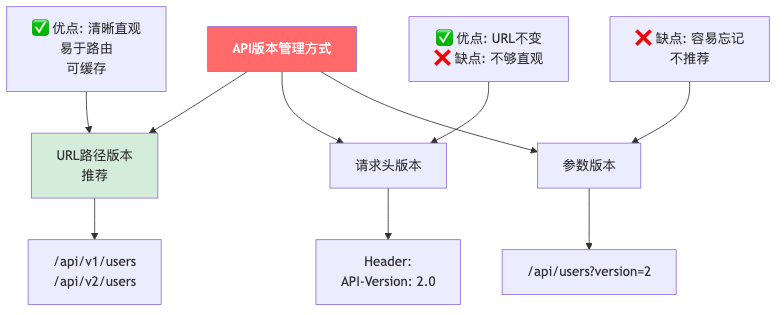 ✅ 优点: 清晰直观
易于路由
可缓存
API版本管理方式
✅ 优点: URL不变
❌ 缺点: 不够直观
❌ 缺点: 容易忘记
不推荐
URL路径版本
推荐
请求头版本
参数版本
/api/v1/users
/api/v2/users
Header:
API-Version: 2.0
/api/users?version=2